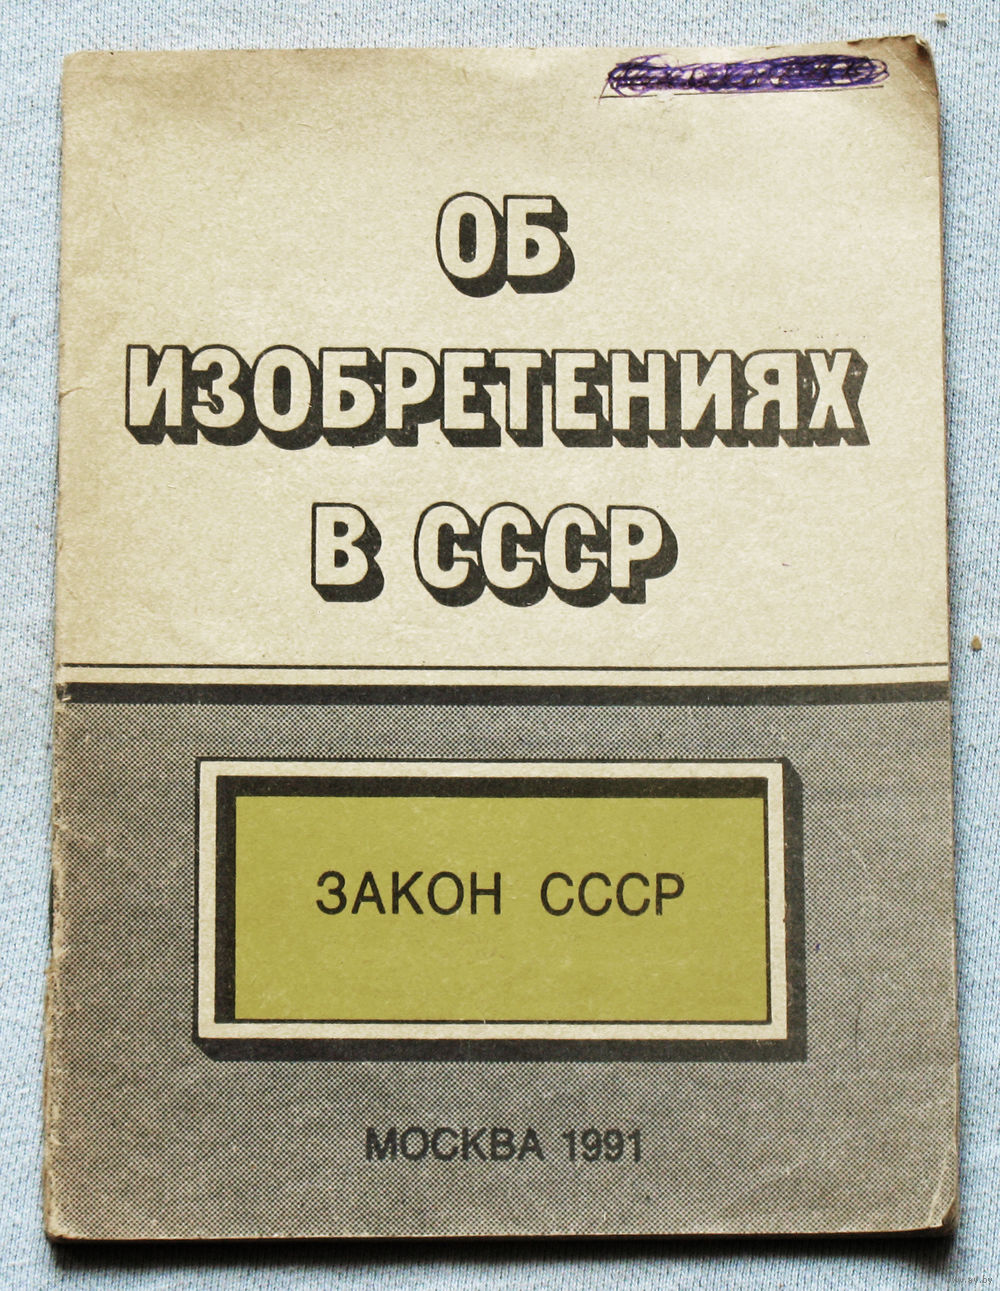 ОБ
ИЗОБРЕТЕНИЯХ
В СССР
ЗАКОН СССР
МОСКВА 1991